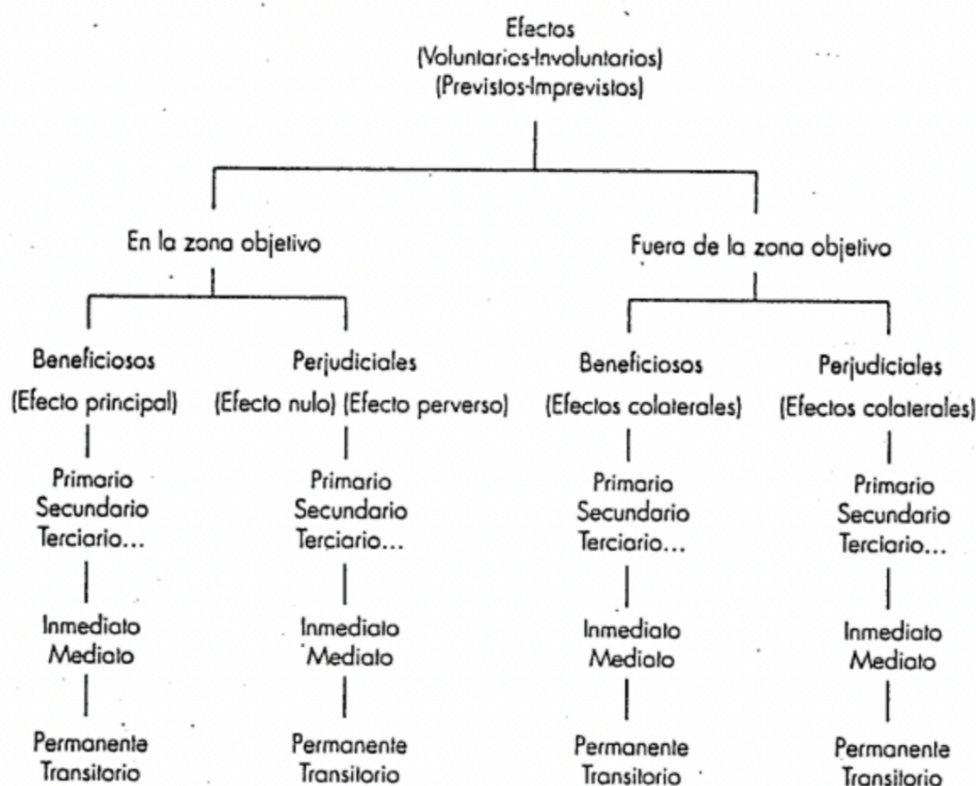 Efectos
(Voluntarios-Involuntarios)
(Previstos-Imprevistos)
En la zona objetivo
Fuera de la zona objetivo
Beneficiosos
Perjudiciales
Beneficiosos
Perjudiciales
(Efecto principal)
(Efecto nulo) (Efecto perverso)
(Efectos colaterales)
(Efectos colaterales)
Primario
Secundario
Terciario...
Primario
Secundario
Terciario...
Primario
Secundario
Terciario...
Primario
Secundario
Terciario...
Inmediato
Mediato
Inmediato
Mediato
Inmediato
Mediato
Inmediato
Mediato
Permanente
Transitorio
Permanente
Transitorio
Permanente
Transitorio
Permanente
Transitorio